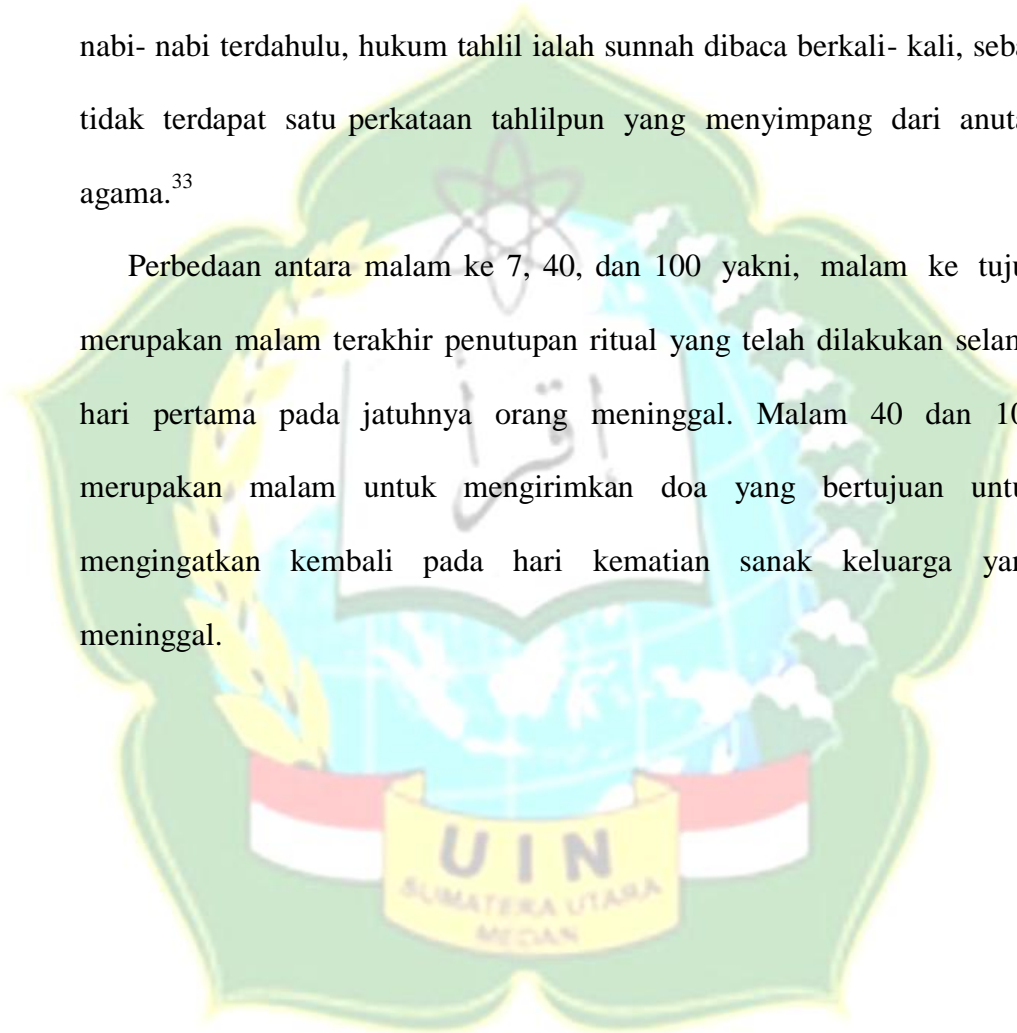 nabi- nabi terdahulu, hukum tahlil ialah sunnah dibaca berkali- kali, seba
tidak terdapat satu perkataan tahlilpun yang menyimpang dari anuta
agama.33
Perbedaan antara malam ke 7, 40, dan 100 yakni, malam ke tuju
merupakan malam terakhir penutupan ritual yang telah dilakukan selam
hari pertama pada jatuhnya orang meninggal. Malam 40 dan 10
merupakan malam untuk mengirimkan doa yang bertujuan untu
mengingatkan kembali pada hari kematian sanak keluarga yan
meninggal.
إقرأ
UIN
SUMATERA UTARA
MEDAN